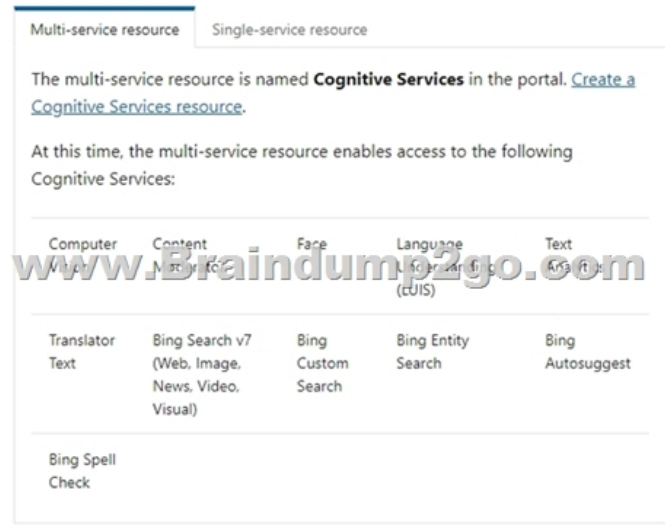 Multi-service resource
Single-service resource
The multi-service resource is named Cognitive Services in the portal. Create a
Cognitive Services resource.
At this time, the multi-service resource enables access to the following
Cognitive Services:
Computer
Content
Face
Language
Text
www.Braindump2go.com
(LUIS)
Translator
Text
Bing Search v7
(Web, Image,
News, Video,
Visual)
Bing
Custom
Search
Bing Entity
Search
Bing
Autosuggest
Bing Spell
Check